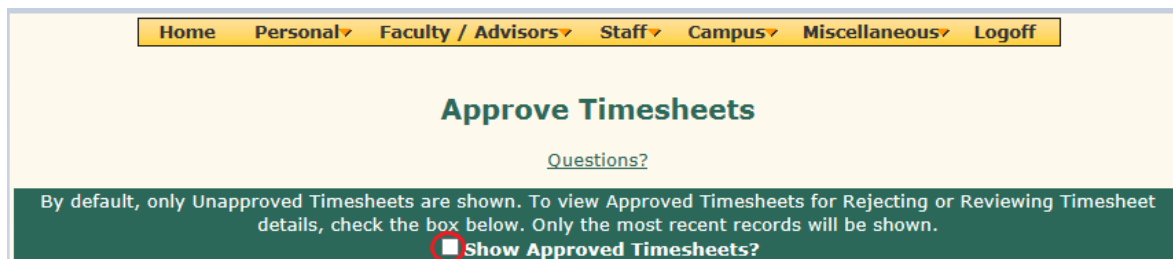 Home Personal Faculty / Advisors Staff Campus Miscellaneous Logoff
Approve Timesheets
Questions?
By default, only Unapproved Timesheets are shown. To view Approved Timesheets for Rejecting or Reviewing Timesheet
details, check the box below. Only the most recent records will be shown.
Show Approved Timesheets?